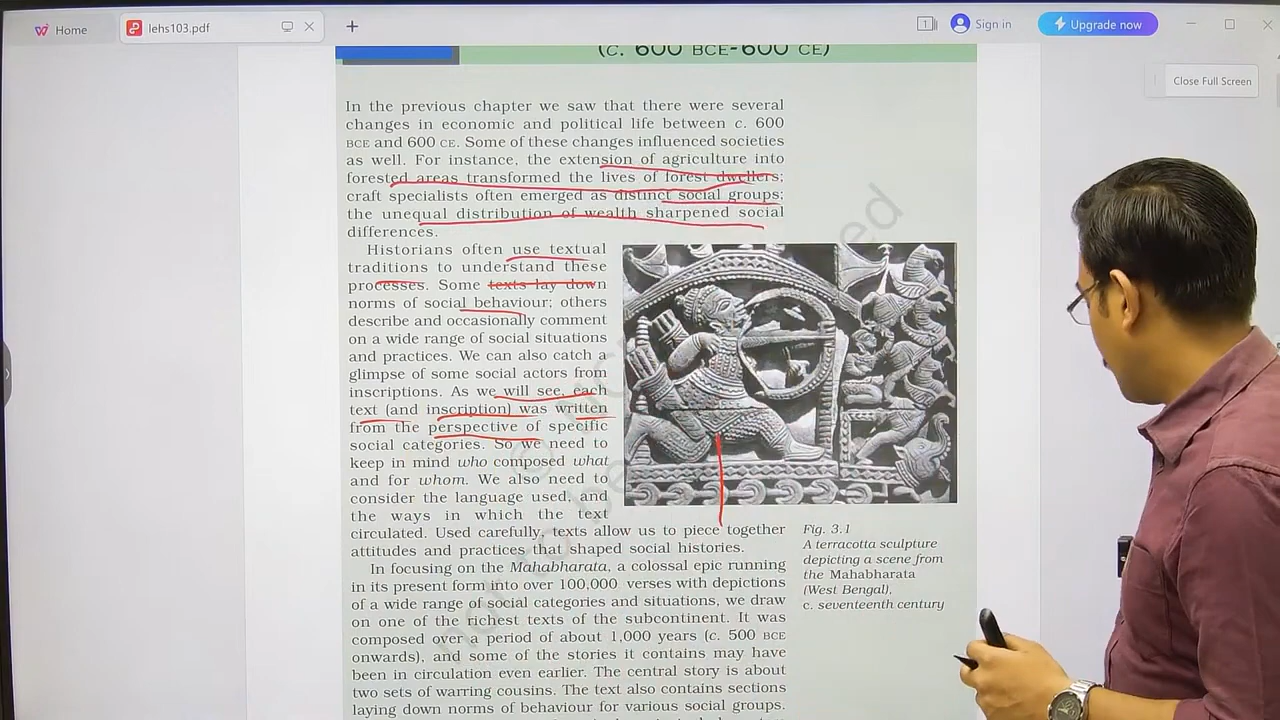 Home
lehs103.pdf
Sign in
Upgrade now
Close Full Screen
(C. 600 BCE-600 CE)
In the previous chapter we saw that there were several
changes in economic and political life between c. 600
BCE and 600 CE. Some of these changes influenced societies
as well. For instance, the extension of agriculture into
forested areas transformed the lives of forest dwellers;
craft specialists often emerged as distinct social groups;
the unequal distribution of wealth sharpened social
differences.
Historians often use textual
traditions to understand these
processes. Some texts lay down
norms of social behaviour; others
describe and occasionally comment
on a wide range of social situations
and practices. We can also catch a
glimpse of some social actors from
inscriptions. As we will see, each
text (and inscription) was written
from the perspective of specific
social categories. So we need to
keep in mind who composed what
and for whom. We also need to
consider the language used, and
the ways in which the text
circulated. Used carefully, texts allow us to piece together
attitudes and practices that shaped social histories.
In focusing on the Mahabharata, a colossal epic running
in its present form into over 100,000 verses with depictions
of a wide range of social categories and situations, we draw
on one of the richest texts of the subcontinent. It was
composed over a period of about 1,000 years (c. 500 BCE
onwards), and some of the stories it contains may have
been in circulation even earlier. The central story is about
two sets of warring cousins. The text also contains sections
laying down norms of behaviour for various social groups.
Fig. 3.1
A terracotta sculpture
depicting a scene from
the Mahabharata
(West Bengal),
c. seventeenth century